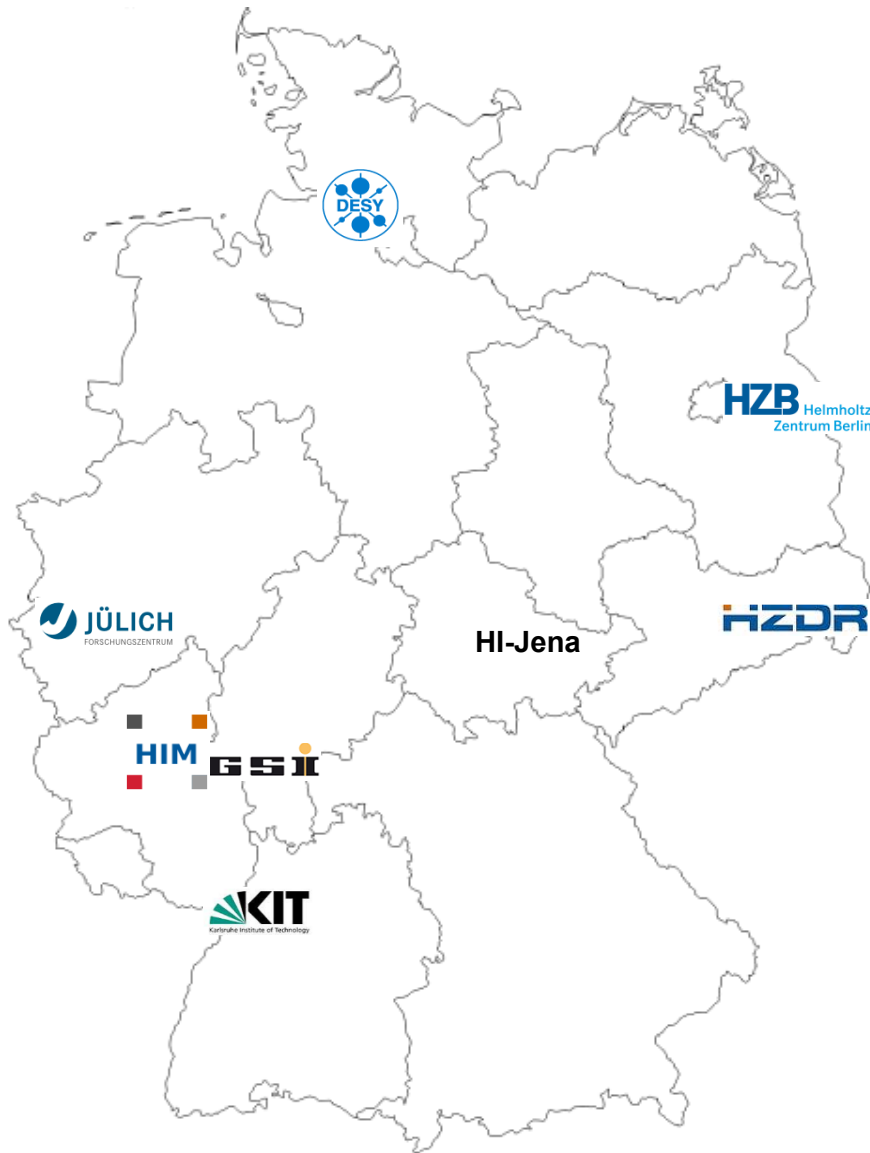 DESY
HZB Helmholtz
Zentrum Berlin
JÜLICH
FORSCHUNGSZENTRUM
HZDR
HI-Jena
HIM
GSI
KIT
Karlsruhe Institute of Technology